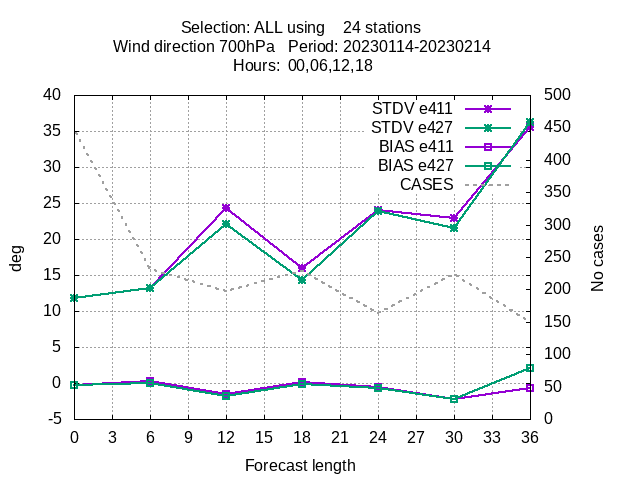 Selection: ALL using    24 stations
Wind direction 700hPa   Period: 20230114-20230214
Hours:  00,06,12,18
STDV e411
STDV e427
BIAS e411
BIAS e427
CASES
40
35
30
25
20
15
10
5
0
-5
deg
500
450
400
350
300
250
200
150
100
50
0
No cases
0 3 6 9 12 15 18 21 24 27 30 33 36
Forecast length